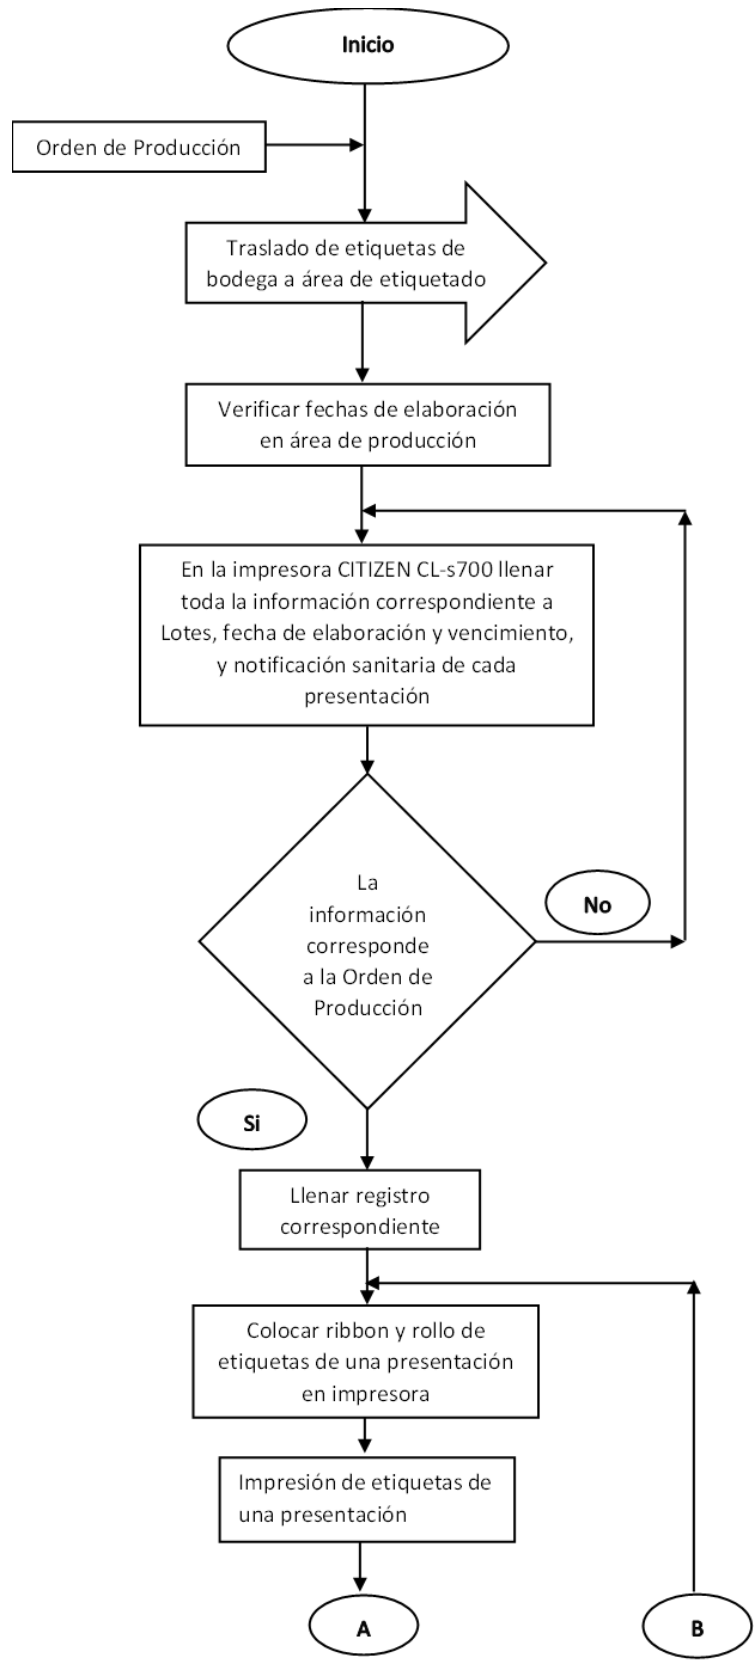 Inicio
Orden de Producción
Traslado de etiquetas de
bodega a área de etiquetado
Verificar fechas de elaboración
en área de producción
En la impresora CITIZEN CL-s700 llenar
toda la información correspondiente a
Lotes, fecha de elaboración y vencimiento,
y notificación sanitaria de cada
presentación
La
información
corresponde
a la Orden de
Producción
No
Si
Llenar registro
correspondiente
Colocar ribbon y rollo de
etiquetas de una presentación
en impresora
Impresión de etiquetas de
una presentación
A
B